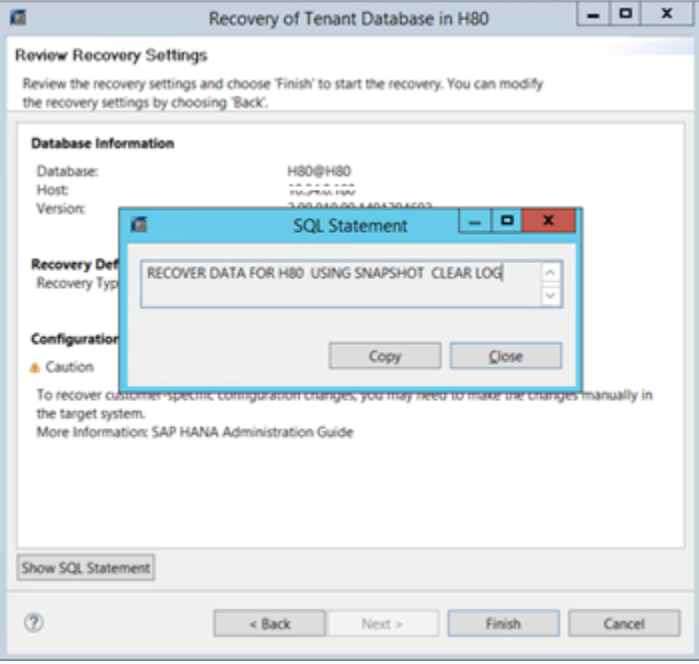 Recovery of Tenant Database in H80
Review Recovery Settings
Review the recovery settings and choose 'Finish' to start the recovery. You can modify
the recovery settings by choosing 'Back'.
Database Information
Database: H80@H80
Host:
Version:
SQL Statement
RECOVER DATA FOR H80  USING SNAPSHOT  CLEAR LOG
Copy Close
Recovery Def
Recovery Typ
Configuration
Caution
To recover customer-specific configuration changes, you may need to make the changes manually in
the target system.
More Information: SAP HANA Administration Guide
Show SQL Statement
? < Back Next > Finish Cancel